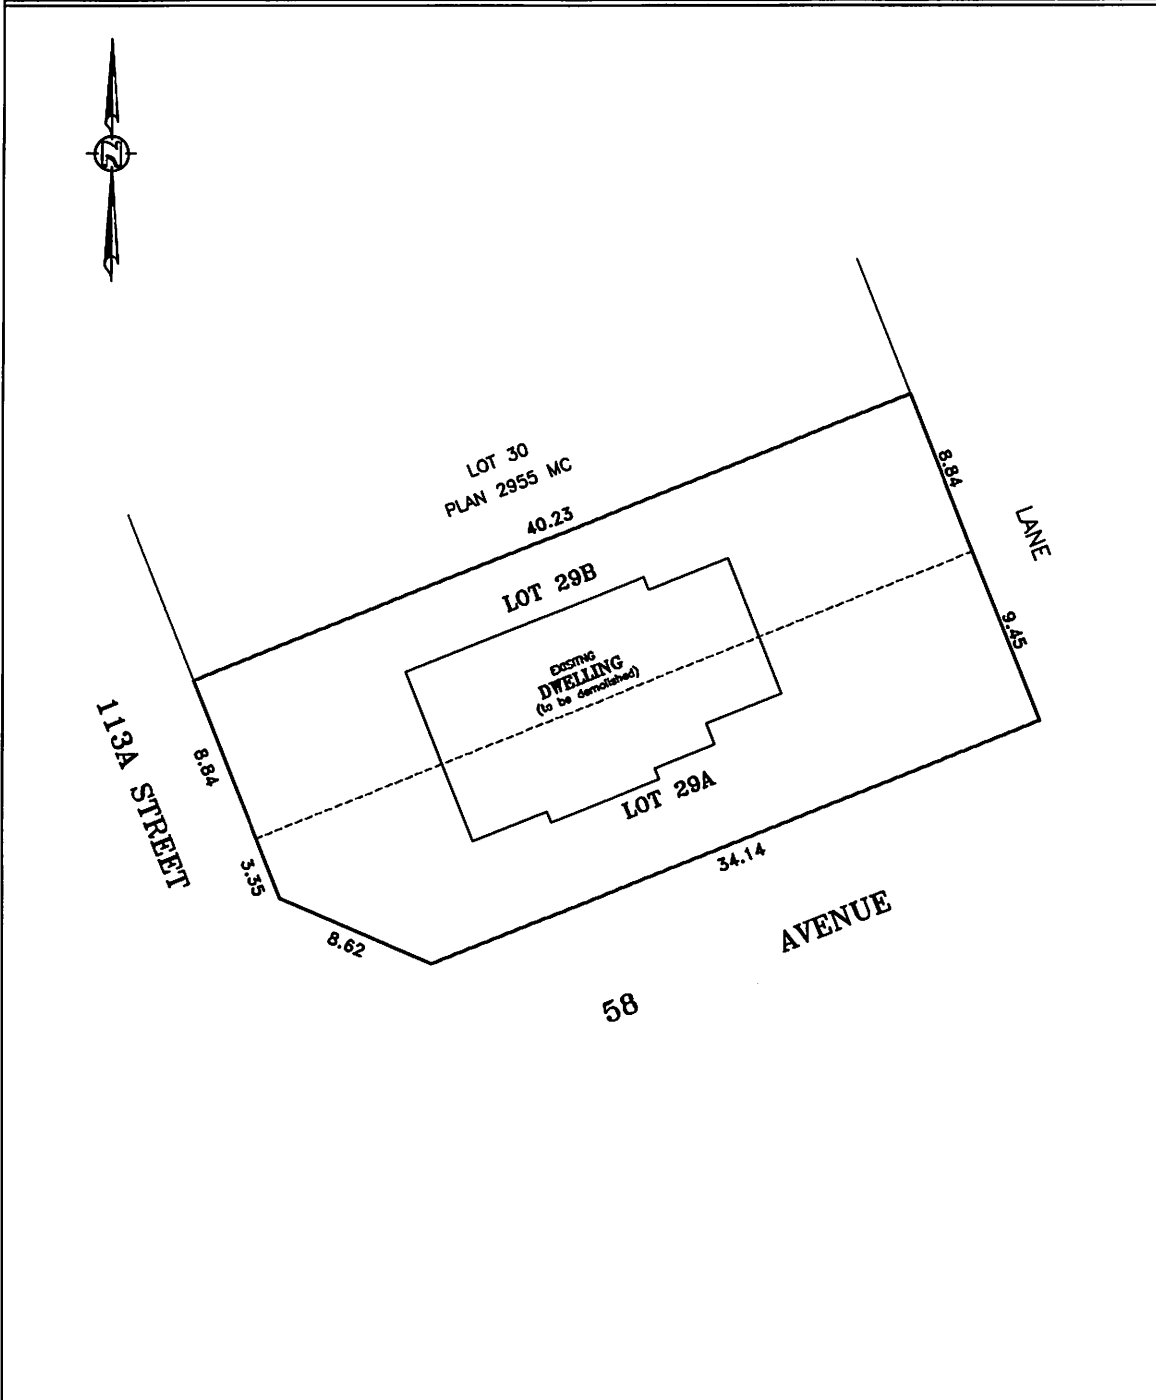 N
LOT 30
PLAN 2955 MC
40.23
8.84
LANE
LOT 29B
9.45
EXISITNG
DWELLING
(to be demolished)
113A STREET
8.84
LOT 29A
3.35
34.14
8.62
58 AVENUE